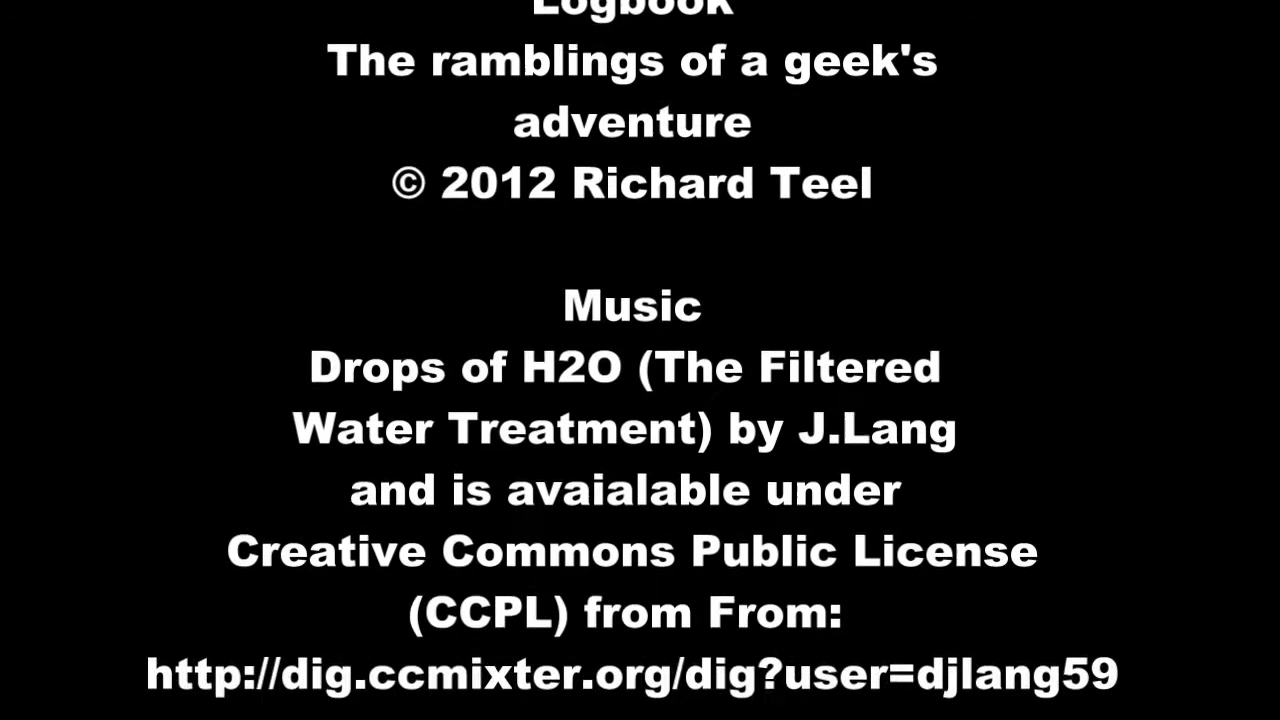 Logbook
The ramblings of a geek's
adventure
© 2012 Richard Teel
Music
Drops of H2O (The Filtered
Water Treatment) by J.Lang
and is avaialable under
Creative Commons Public License
(CCPL) from From:
http://dig.ccmixter.org/dig?user=djlang59